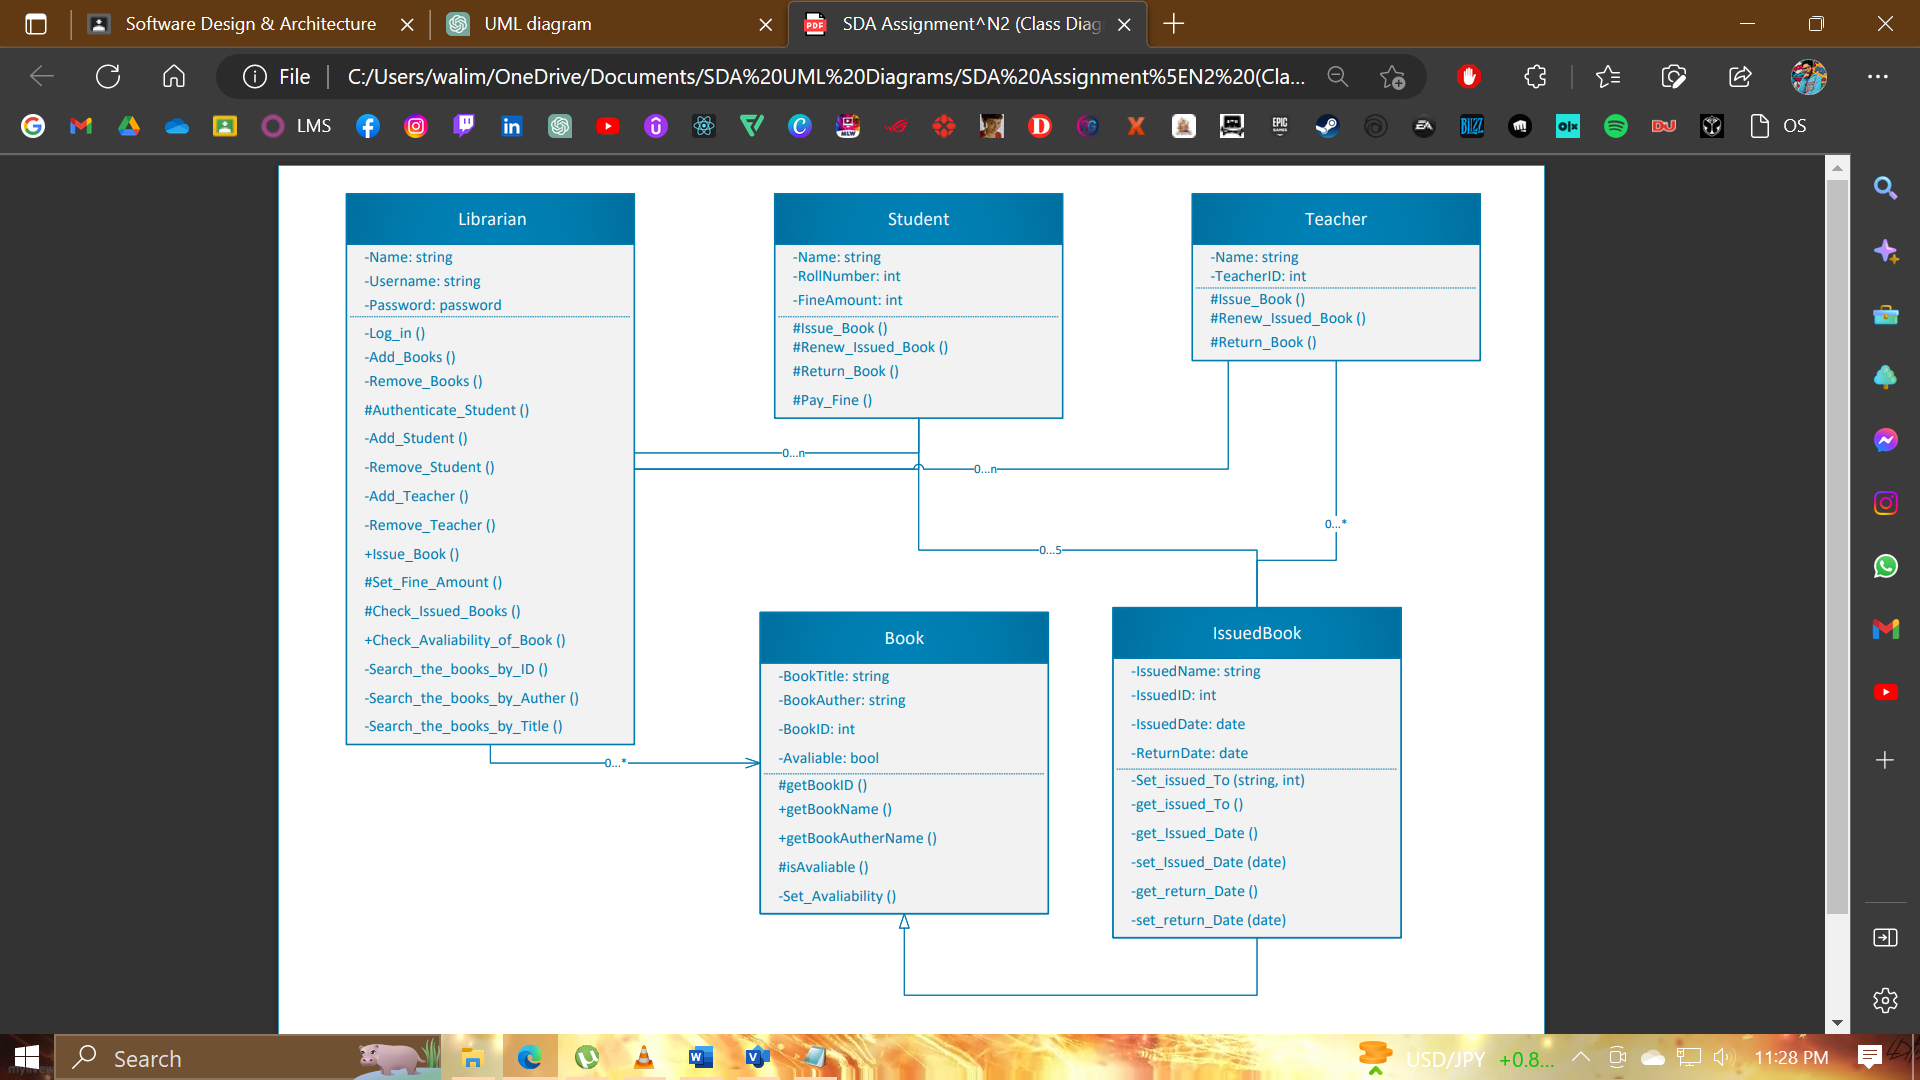 Software Design & Architecture
UML diagram
SDA Assignment^N2 (Class Diag
File
C:/Users/walim/OneDrive/Documents/SDA%20UML%20Diagrams/SDA%20Assignment%5EN2%20(Cla...
LMS
OS
Librarian
-Name: string
-Username: string
-Password: password
-Log_in ()
-Add_Books ()
-Remove_Books ()
#Authenticate_Student ()
-Add_Student ()
-Remove_Student ()
-Add_Teacher ()
-Remove_Teacher ()
+Issue_Book ()
#Set_Fine_Amount ()
#Check_Issued_Books ()
+Check_Avaliability_of_Book ()
-Search_the_books_by_ID ()
-Search_the_books_by_Auther ()
-Search_the_books_by_Title ()
Student
-Name: string
-RollNumber: int
-FineAmount: int
#Issue_Book ()
#Renew_Issued_Book ()
#Return_Book ()
#Pay_Fine ()
Teacher
-Name: string
-TeacherID: int
#Issue_Book ()
#Renew_Issued_Book ()
#Return_Book ()
0...n
0...n
0...*
0...5
0...*
Book
-BookTitle: string
-BookAuther: string
-BookID: int
-Avaliable: bool
#getBookID ()
+getBookName ()
+getBookAutherName ()
#isAvaliable ()
-Set_Avaliability ()
IssuedBook
-IssuedName: string
-IssuedID: int
-IssuedDate: date
-ReturnDate: date
-Set_issued_To (string, int)
-get_issued_To ()
-get_Issued_Date ()
-set_Issued_Date (date)
-get_return_Date ()
-set_return_Date (date)
Search
USD/JPY +0.8...
11:28 PM